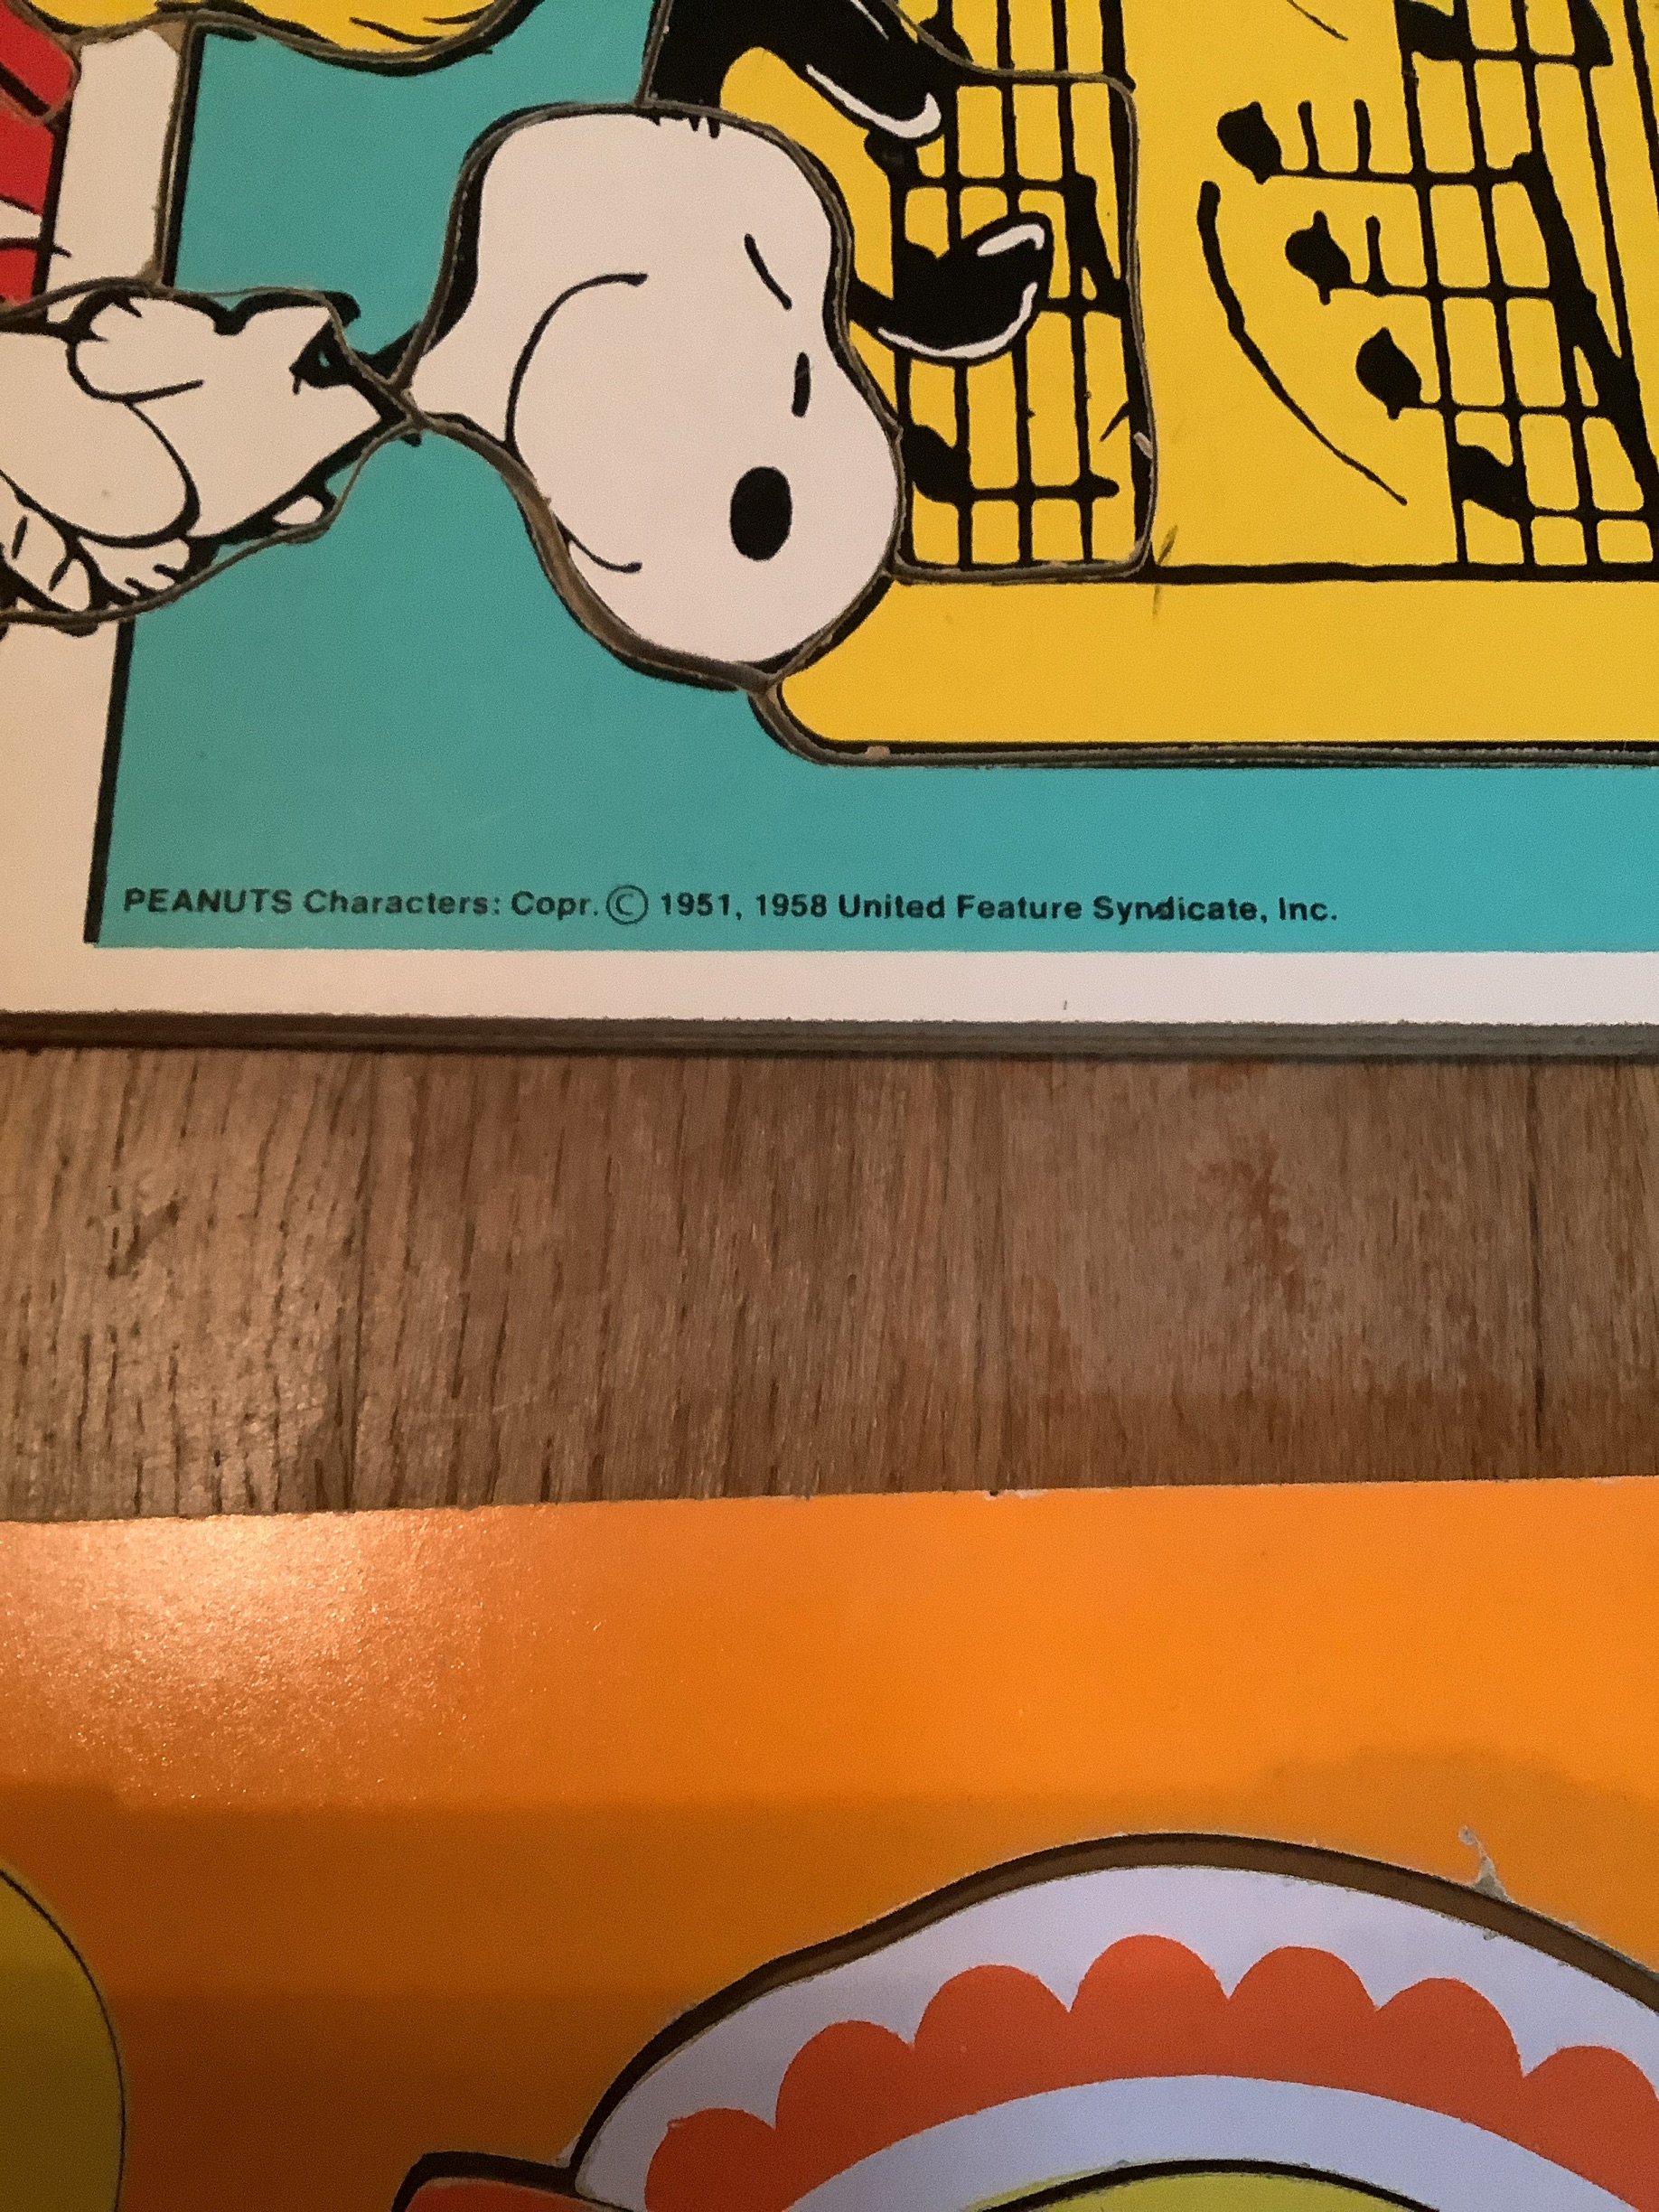 PEANUTS Characters: Copr. © 1951, 1958 United Feature Syndicate, Inc.